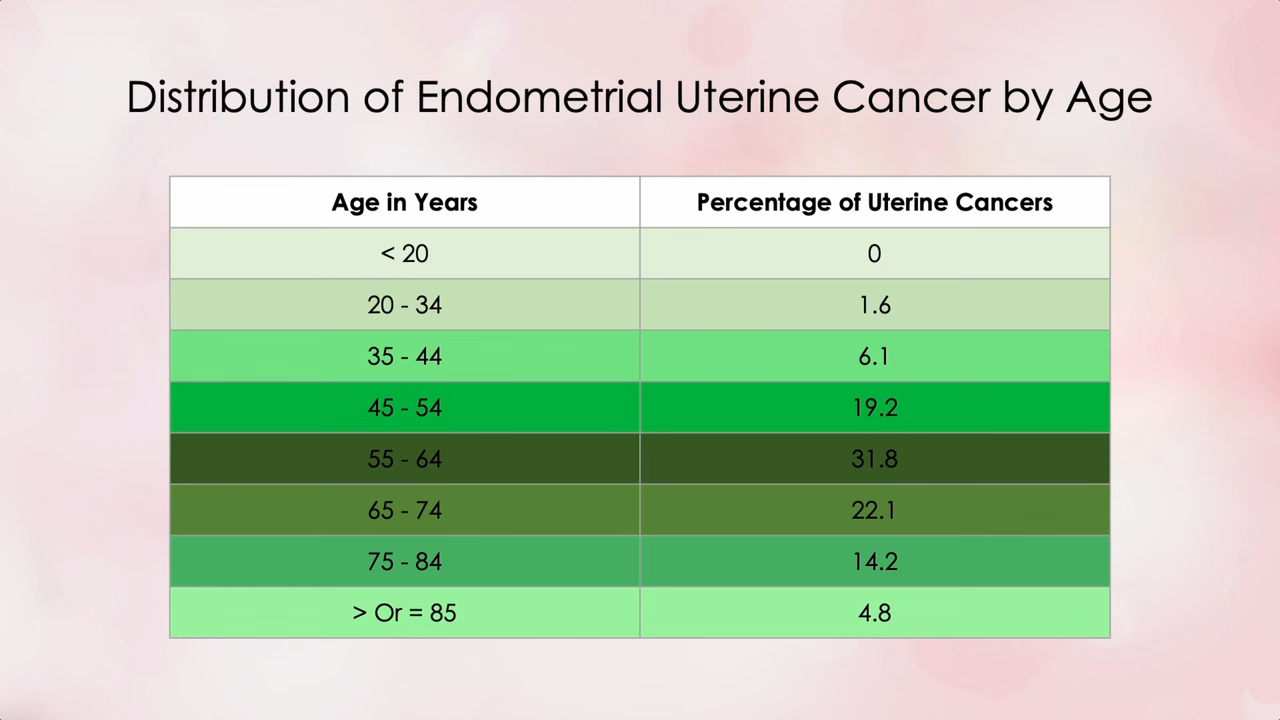 Distribution of Endometrial Uterine Cancer by Age
Age in Years Percentage of Uterine Cancers
< 20 0
20 - 34 1.6
35 - 44 6.1
45 - 54 19.2
55 - 64 31.8
65 - 74 22.1
75 - 84 14.2
> Or = 85 4.8